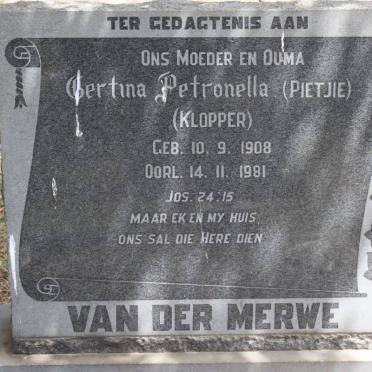 TER GEDAGTENIS AAN
ONS MOEDER EN OUMA
Gertina Petronella (PIETJIE)
(KLOPPER)
GEB. 10. 9. 1908
OORL. 14. 11. 1981
JOS. 24:15
MAAR EK EN MY HUIS,
ONS SAL DIE HERE DIEN
VAN DER MERWE